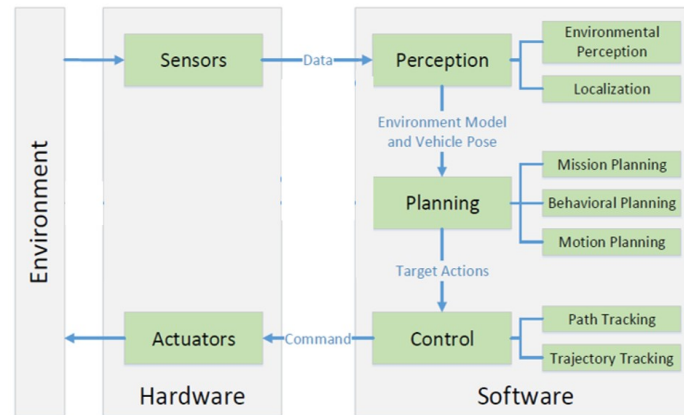 Environment
Sensors
Data
Perception
Environmental
Perception
Localization
Environment Model
and Vehicle Pose
Planning
Mission Planning
Behavioral Planning
Motion Planning
Target Actions
Actuators
Command
Control
Path Tracking
Trajectory Tracking
Hardware
Software